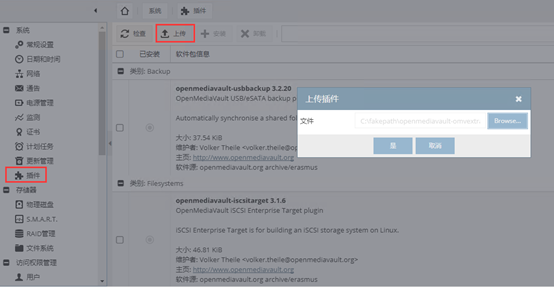 系统
插件
系统
常规设置
日期和时间
网络
通告
电源管理
监测
证书
计划任务
更新管理
插件
存储器
物理磁盘
S.M.A.R.T.
RAID管理
文件系统
访问权限管理
用户
检查
上传
安装
卸载
已安装
软件包信息
类别: Backup
openmediavault-usbbackup 3.2.20
OpenMediaVault USB/eSATA backup p
Automatically synchronise a shared fol
大小: 37.54 KiB
维护者: Volker Theile <volker.theile@openmediavault.org>
主页: http://www.openmediavault.org
软件源: openmediavault.org archive/erasmus
类别: Filesystems
openmediavault-iscsitarget 3.1.6
OpenMediaVault iSCSI Enterprise Target plugin
iSCSI Enterprise Target is for building an iSCSI storage system on Linux.
大小: 46.81 KiB
维护者: Volker Theile <volker.theile@openmediavault.org>
主页: http://www.openmediavault.org
软件源: openmediavault.org archive/erasmus
上传插件
文件
Browse...
是
取消